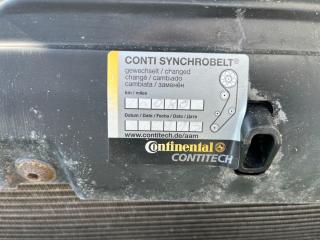 CONTI SYNCHROBELT®
gewechselt / changed
changé / cambiado
cambiata / заменён
km / miles
Datum / Date / Fecha / Data / Дата
www.contitech.de/aam
Continental
CONTITECH